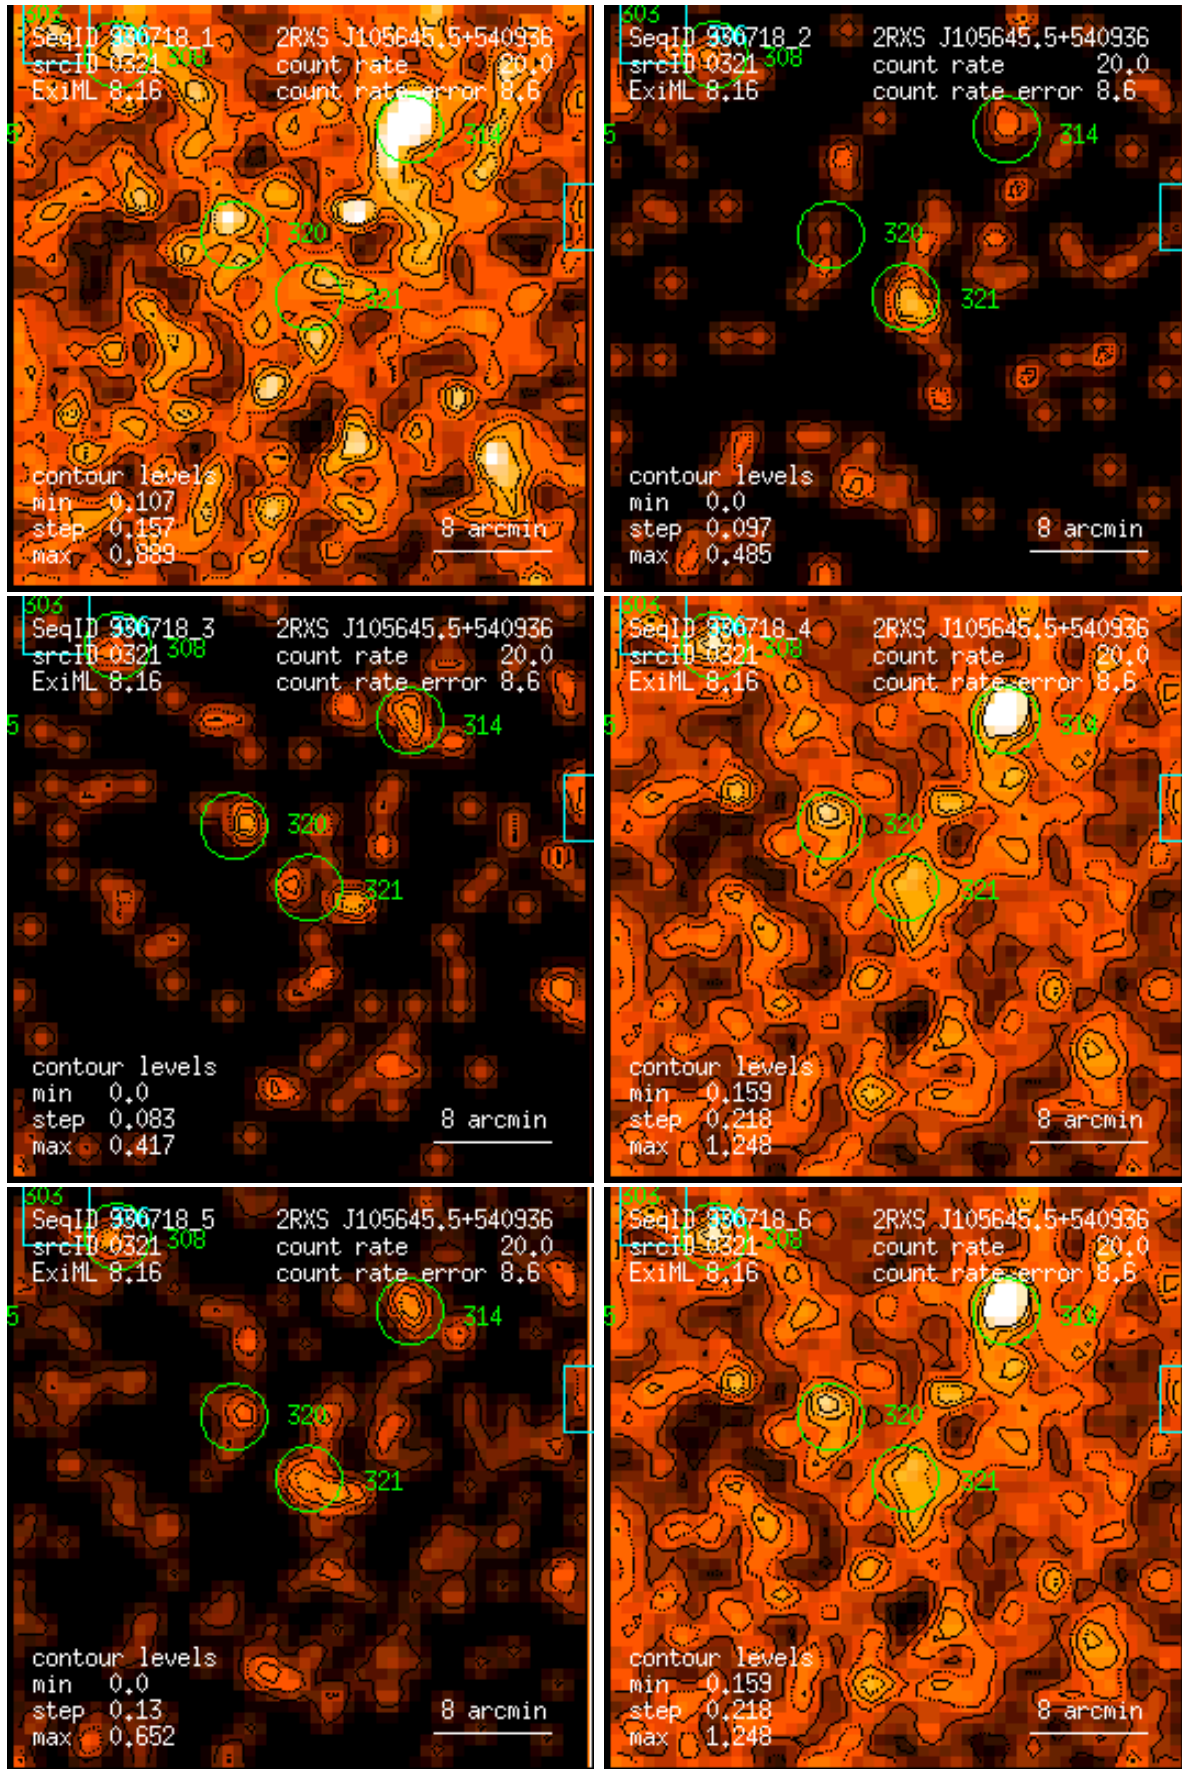 303
SeqID 936718_1 2RXS J105645.5+540936
308
srcID 0321 count rate 20.0
ExiML 8.16 count rate error 8.6
5 314
320
321
contour levels
min 0.107
step 0.157 8 arcmin
max 0.889
303
SeqID 936718_2 2RXS J105645.5+540936
308
srcID 0321 count rate 20.0
ExiML 8.16 count rate error 8.6
5 314
320
321
contour levels
min 0.0
step 0.097 8 arcmin
max 0.485
303
SeqID 936718_3 2RXS J105645.5+540936
308
srcID 0321 count rate 20.0
ExiML 8.16 count rate error 8.6
5 314
320
321
contour levels
min 0.0
step 0.083 8 arcmin
max 0.417
303
SeqID 936718_4 2RXS J105645.5+540936
308
srcID 0321 count rate 20.0
ExiML 8.16 count rate error 8.6
5 314
320
321
contour levels
min 0.159
step 0.218 8 arcmin
max 1.248
303
SeqID 936718_5 2RXS J105645.5+540936
308
srcID 0321 count rate 20.0
ExiML 8.16 count rate error 8.6
5 314
320
321
contour levels
min 0.0
step 0.13 8 arcmin
max 0.652
303
SeqID 936718_6 2RXS J105645.5+540936
308
srcID 0321 count rate 20.0
ExiML 8.16 count rate error 8.6
5 314
320
321
contour levels
min 0.159
step 0.218 8 arcmin
max 1.248